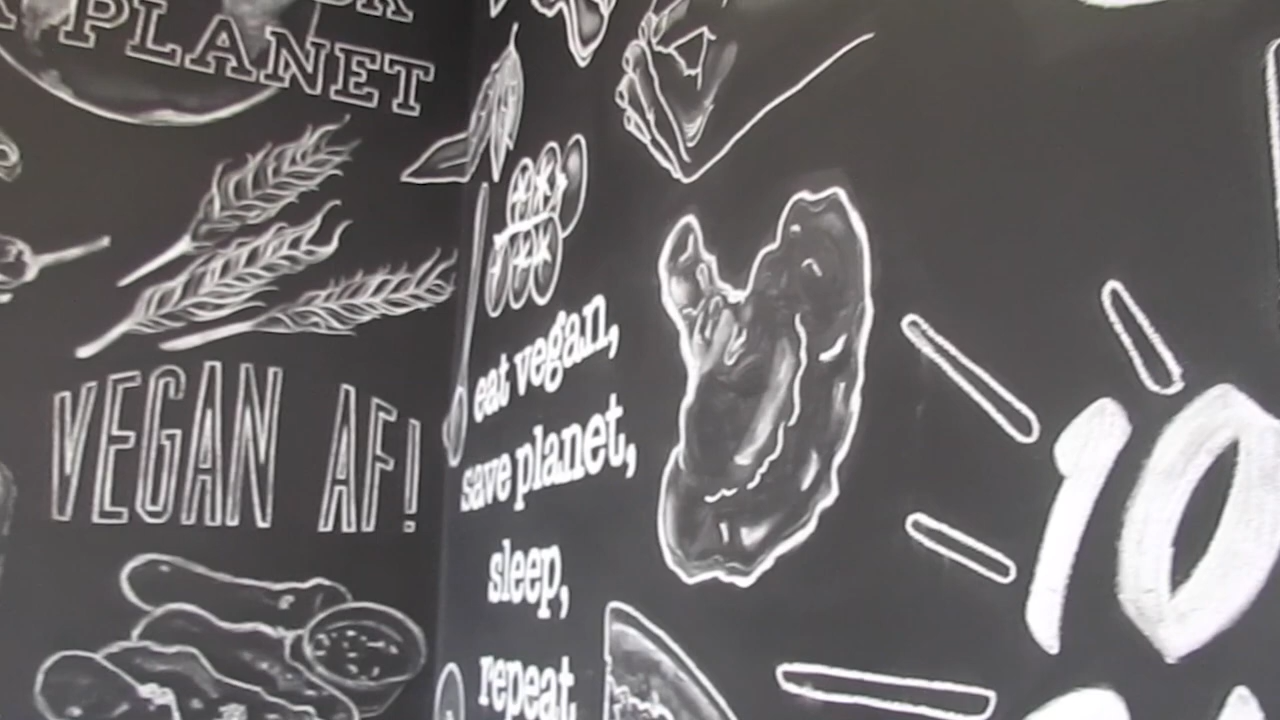 PLANET
VEGAN AF!
eat vegan,
save planet,
sleep,
repeat
10